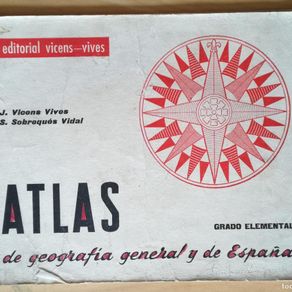 editorial vicens—vives
J. Vicens Vives
S. Sobrequés Vidal
ATLAS
GRADO ELEMENTAL
de geografía general y de España